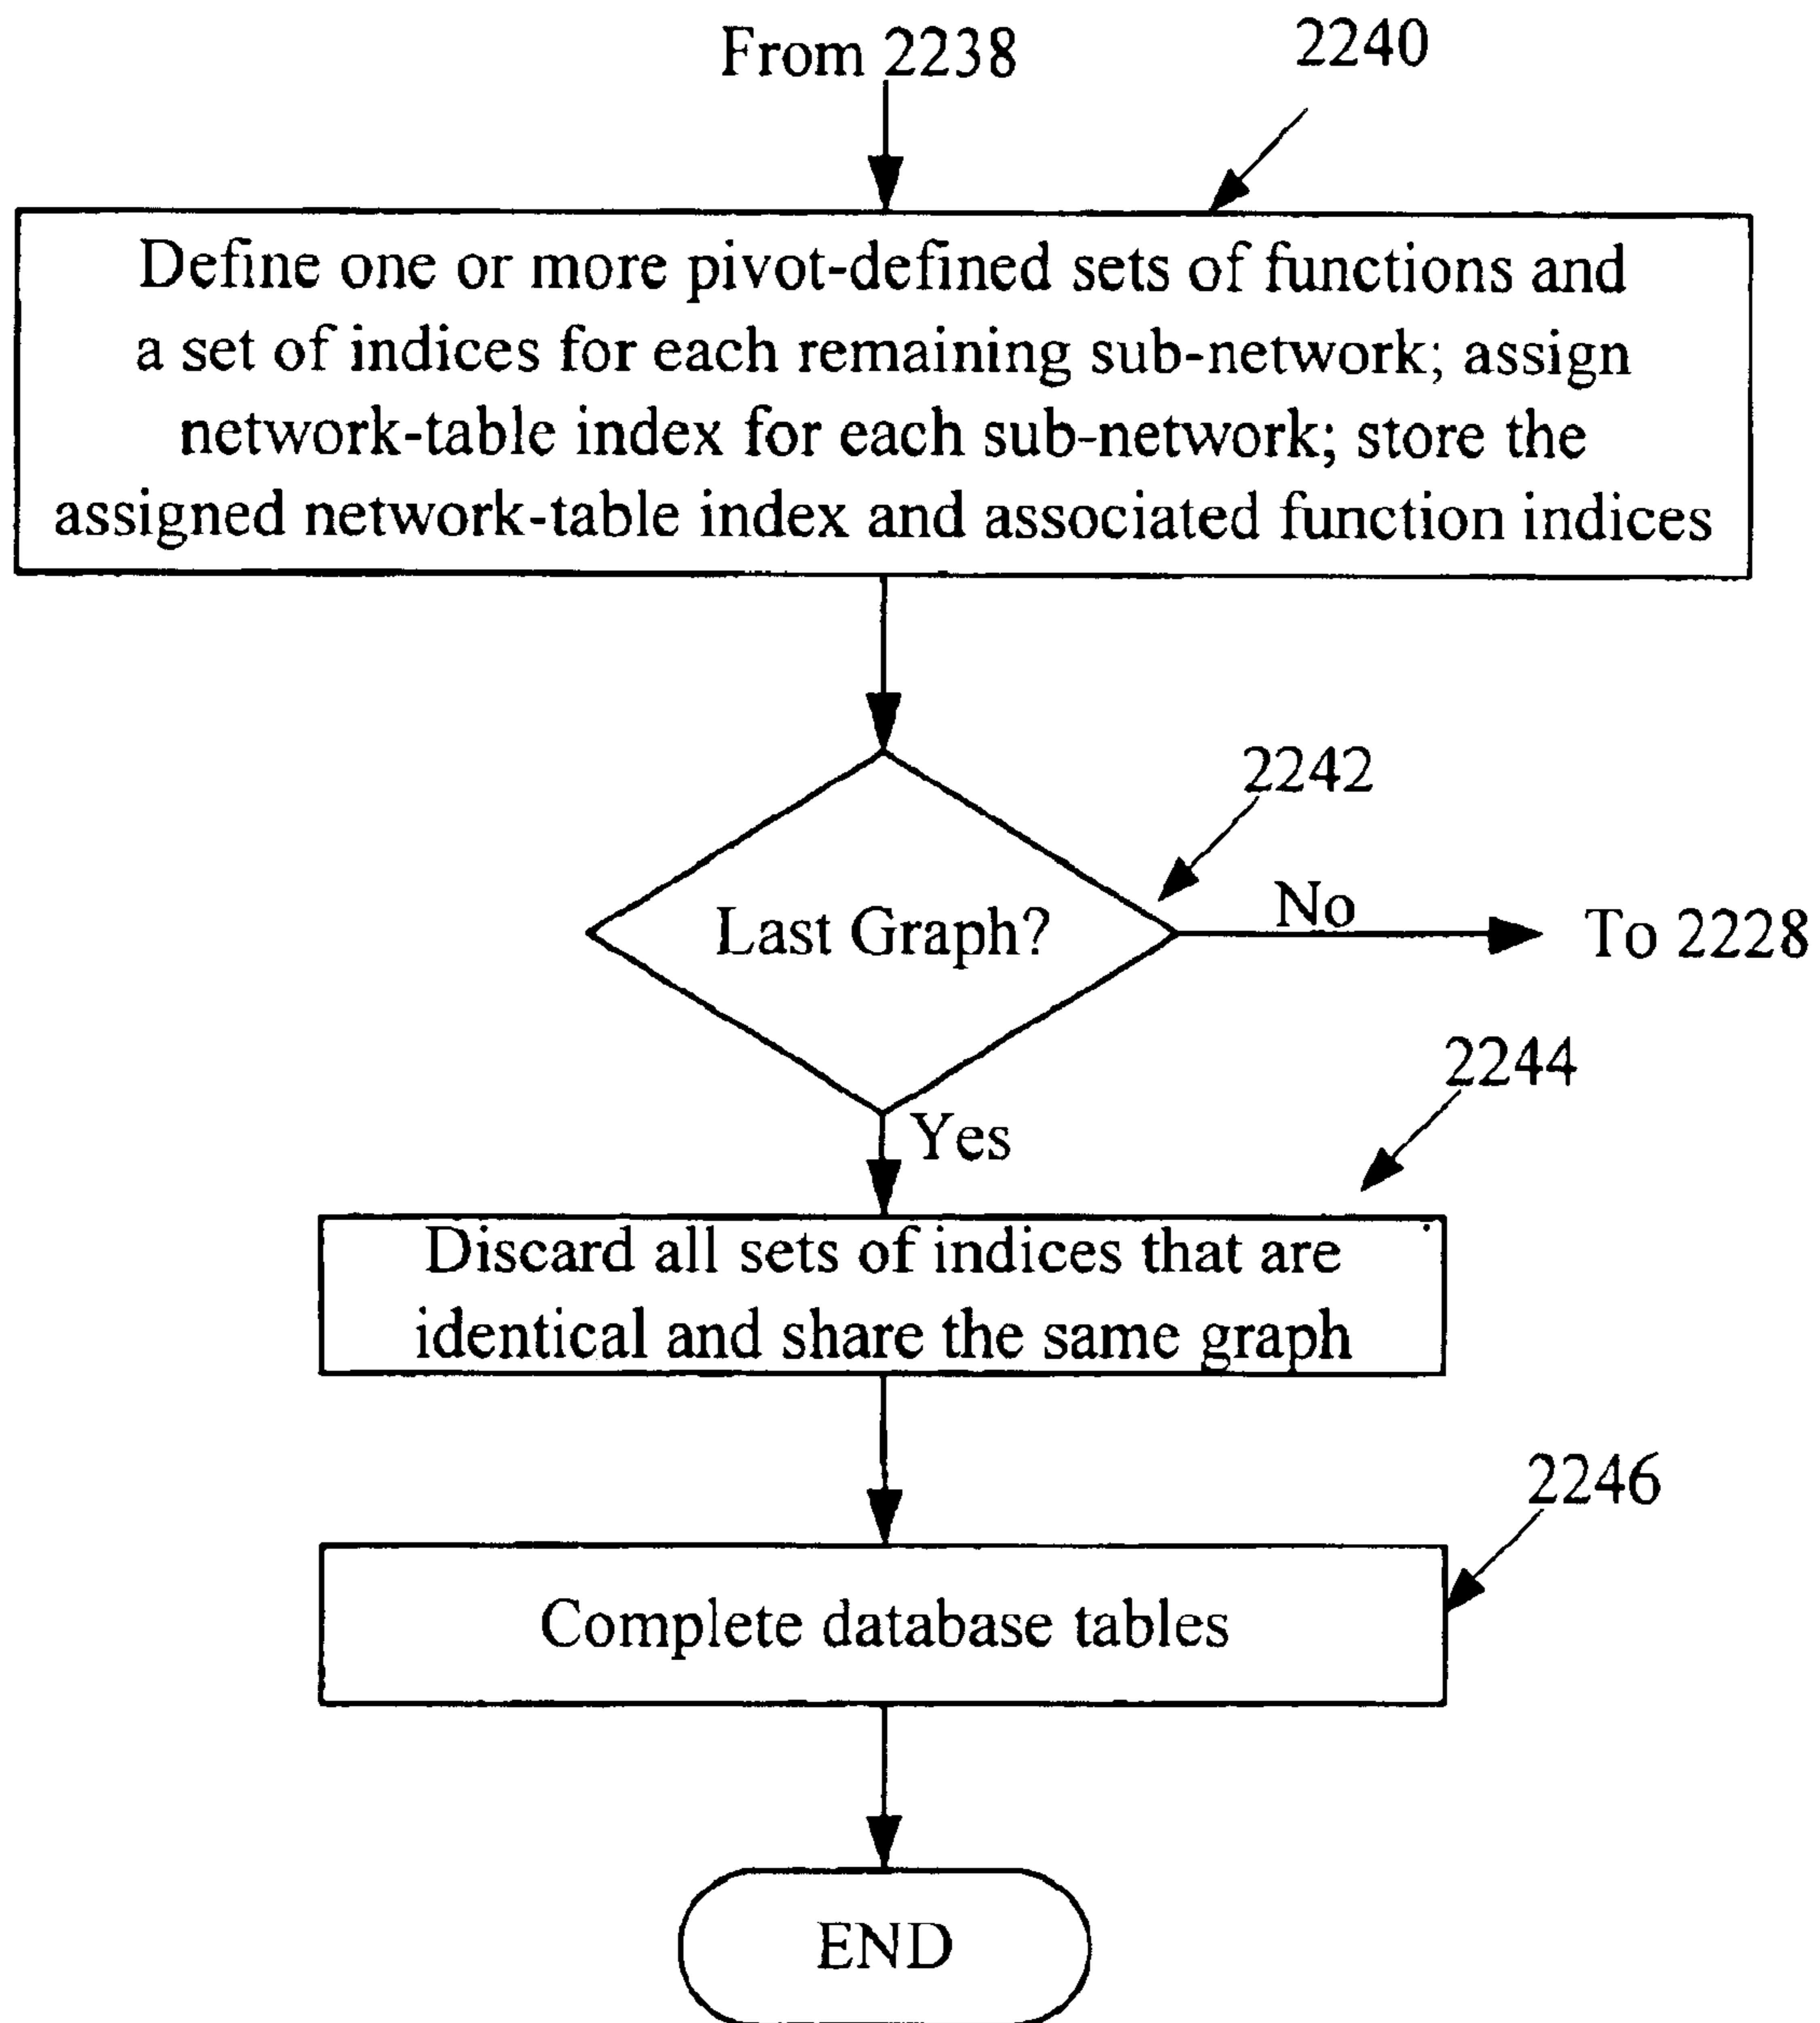 From 2238
2240
Define one or more pivot-defined sets of functions and
a set of indices for each remaining sub-network; assign
network-table index for each sub-network; store the
assigned network-table index and associated function indices
2242
Last Graph?
No
To 2228
Yes
2244
Discard all sets of indices that are
identical and share the same graph
2246
Complete database tables
END